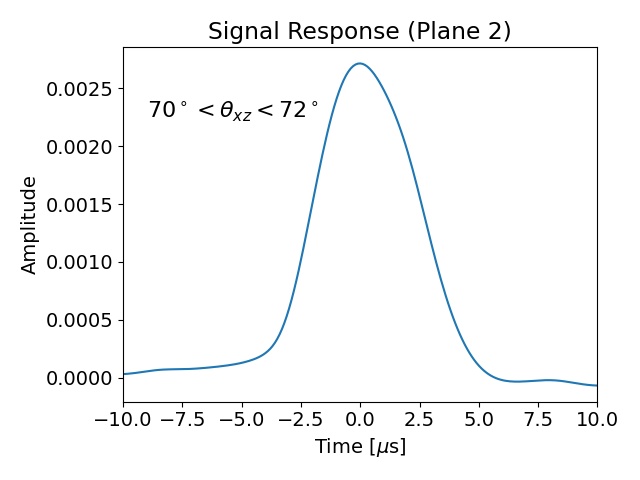 Signal Response (Plane 2)
70° < θxz < 72°
Amplitude
0.0025
0.0020
0.0015
0.0010
0.0005
0.0000
−10.0 −7.5 −5.0 −2.5 0.0 2.5 5.0 7.5 10.0
Time [μs]